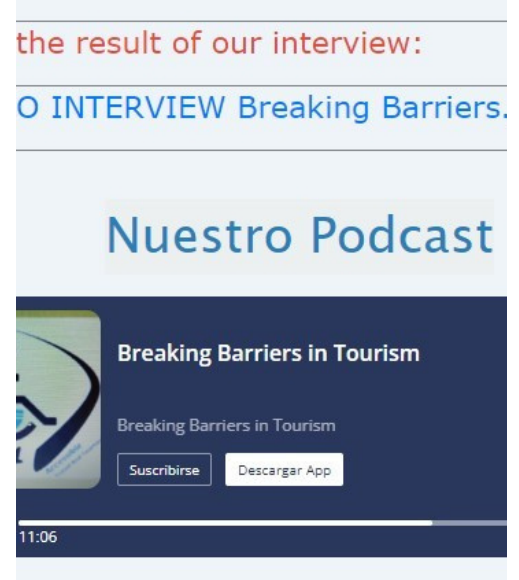 the result of our interview:
O INTERVIEW Breaking Barriers.
Nuestro Podcast
Breaking Barriers in Tourism
Breaking Barriers in Tourism
Suscribirse Descargar App
11:06